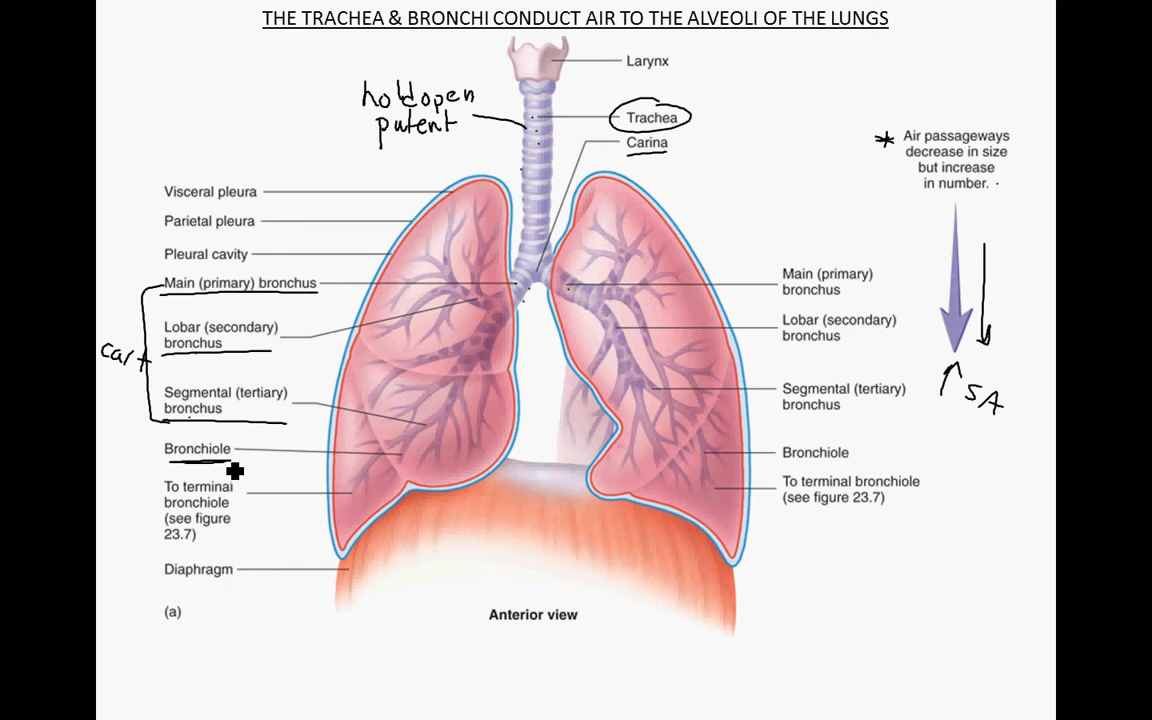 THE TRACHEA & BRONCHI CONDUCT AIR TO THE ALVEOLI OF THE LUNGS
Larynx
hold open
patent
Trachea
Carina
* Air passageways
decrease in size
but increase
in number.
Visceral pleura
Parietal pleura
Pleural cavity
Main (primary) bronchus
Lobar (secondary)
bronchus
cart
Segmental (tertiary)
bronchus
Bronchiole
To terminal
bronchiole
(see figure
23.7)
Diaphragm
(a)
Main (primary)
bronchus
Lobar (secondary)
bronchus
Segmental (tertiary)
bronchus
Bronchiole
To terminal bronchiole
(see figure 23.7)
↑ SA
Anterior view